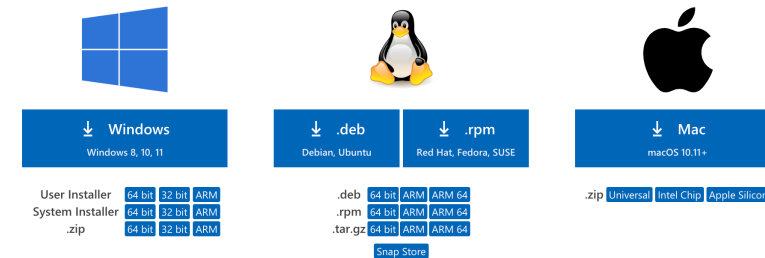 Windows
Windows 8, 10, 11
User Installer 64 bit 32 bit ARM
System Installer 64 bit 32 bit ARM
.zip 64 bit 32 bit ARM
.deb
Debian, Ubuntu
.rpm
Red Hat, Fedora, SUSE
.deb 64 bit ARM ARM 64
.rpm 64 bit ARM ARM 64
.tar.gz 64 bit ARM ARM 64
Snap Store
Mac
macOS 10.11+
.zip Universal Intel Chip Apple Silicon